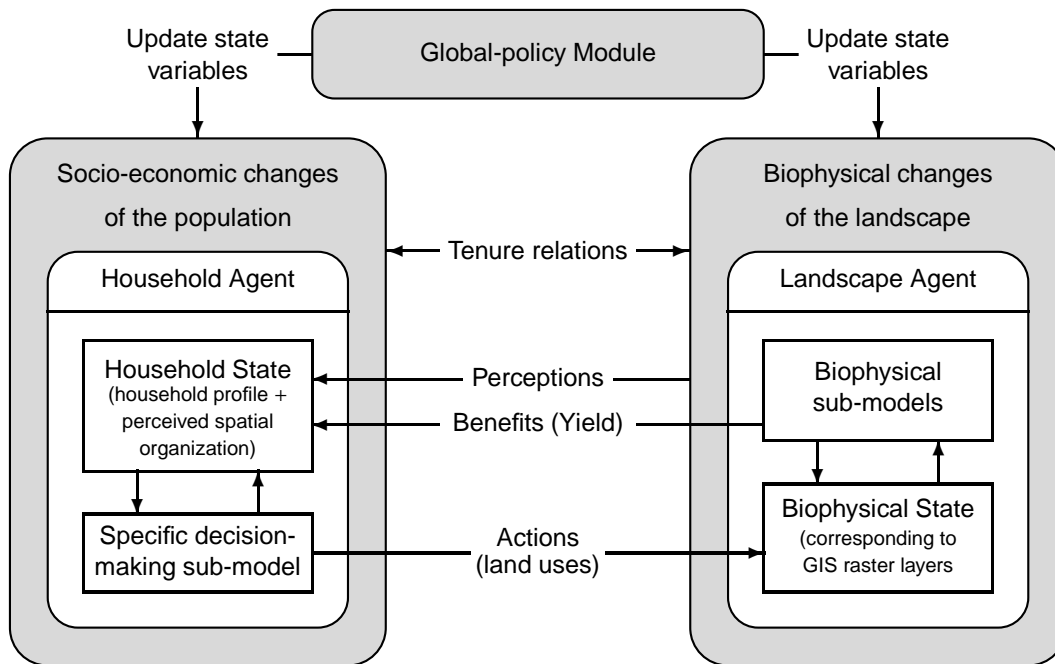 Update state
variables
Global-policy Module
Update state
variables
Socio-economic changes
of the population
Biophysical changes
of the landscape
Tenure relations
Household Agent
Landscape Agent
Household State
(household profile +
perceived spatial
organization)
Perceptions
Benefits (Yield)
Biophysical
sub-models
Specific decision-
making sub-model
Actions
(land uses)
Biophysical State
(corresponding to
GIS raster layers